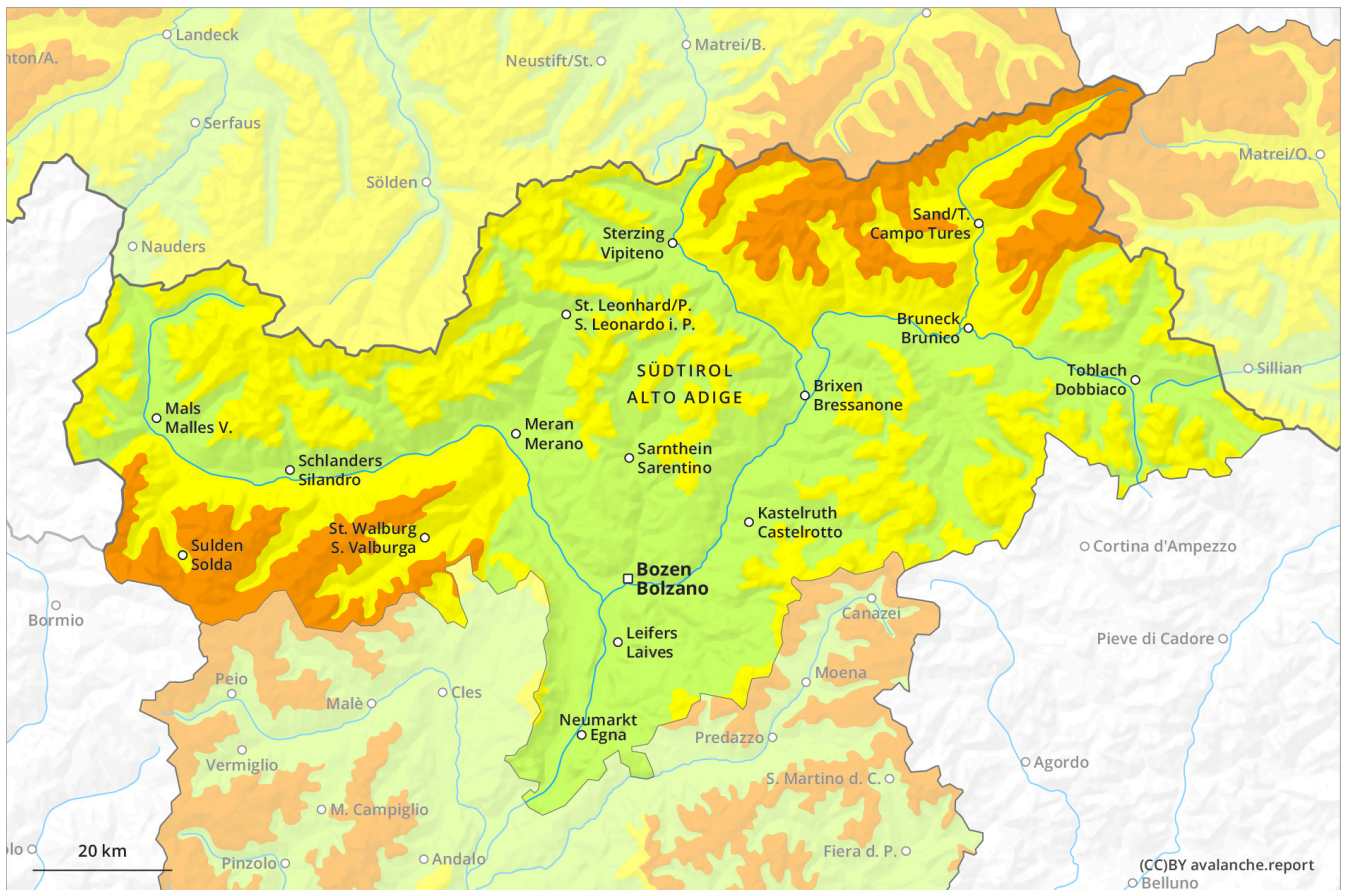 Landeck
Matrei/B.
nton/A.
Neustift/St.
Serfaus
Matrei/O.
Sölden
Sand/T.
Campo Tures
Sterzing
Vipiteno
Nauders
St. Leonhard/P.
S. Leonardo i. P.
Bruneck
Brunico
SÜDTIROL
ALTO ADIGE
Toblach
Dobbiaco
Sillian
Brixen
Bressanone
Mals
Malles V.
Meran
Merano
Sarnthein
Sarentino
Schlanders
Silandro
Kastelruth
Castelrotto
St. Walburg
S. Valburga
Sulden
Solda
Cortina d'Ampezzo
Bozen
Bolzano
Bormio
Canazei
Leifers
Laives
Pieve di Cadore
Peio
Moena
Malè
Cles
Neumarkt
Egna
Predazzo
Vermiglio
Agordo
S. Martino d. C.
M. Campiglio
olo
20 km
Pinzolo
Andalo
Fiera d. P.
(CC)BY avalanche.report
Belluno